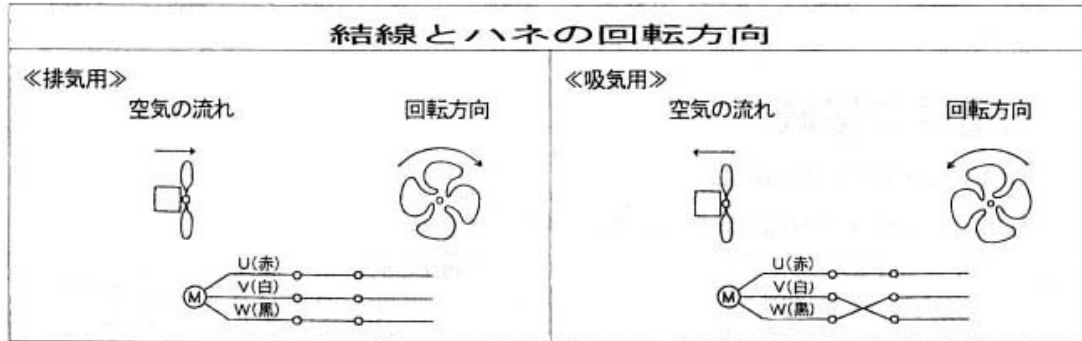 結線とハネの回転方向
≪排気用≫
空気の流れ 回転方向
U(赤)
V(白)
W(黒)
M
≪吸気用≫
空気の流れ 回転方向
U(赤)
V(白)
W(黒)
M